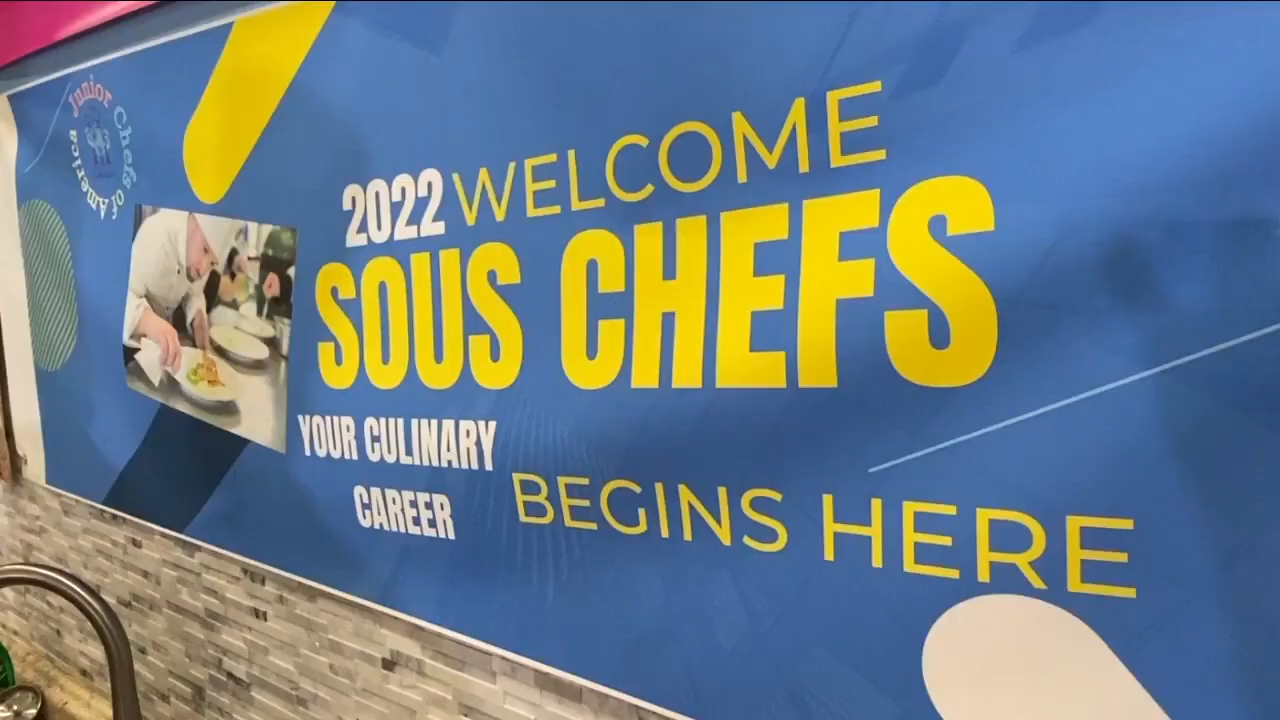 Junior Chefs of America
2022 WELCOME
SOUS CHEFS
YOUR CULINARY
CAREER
BEGINS HERE